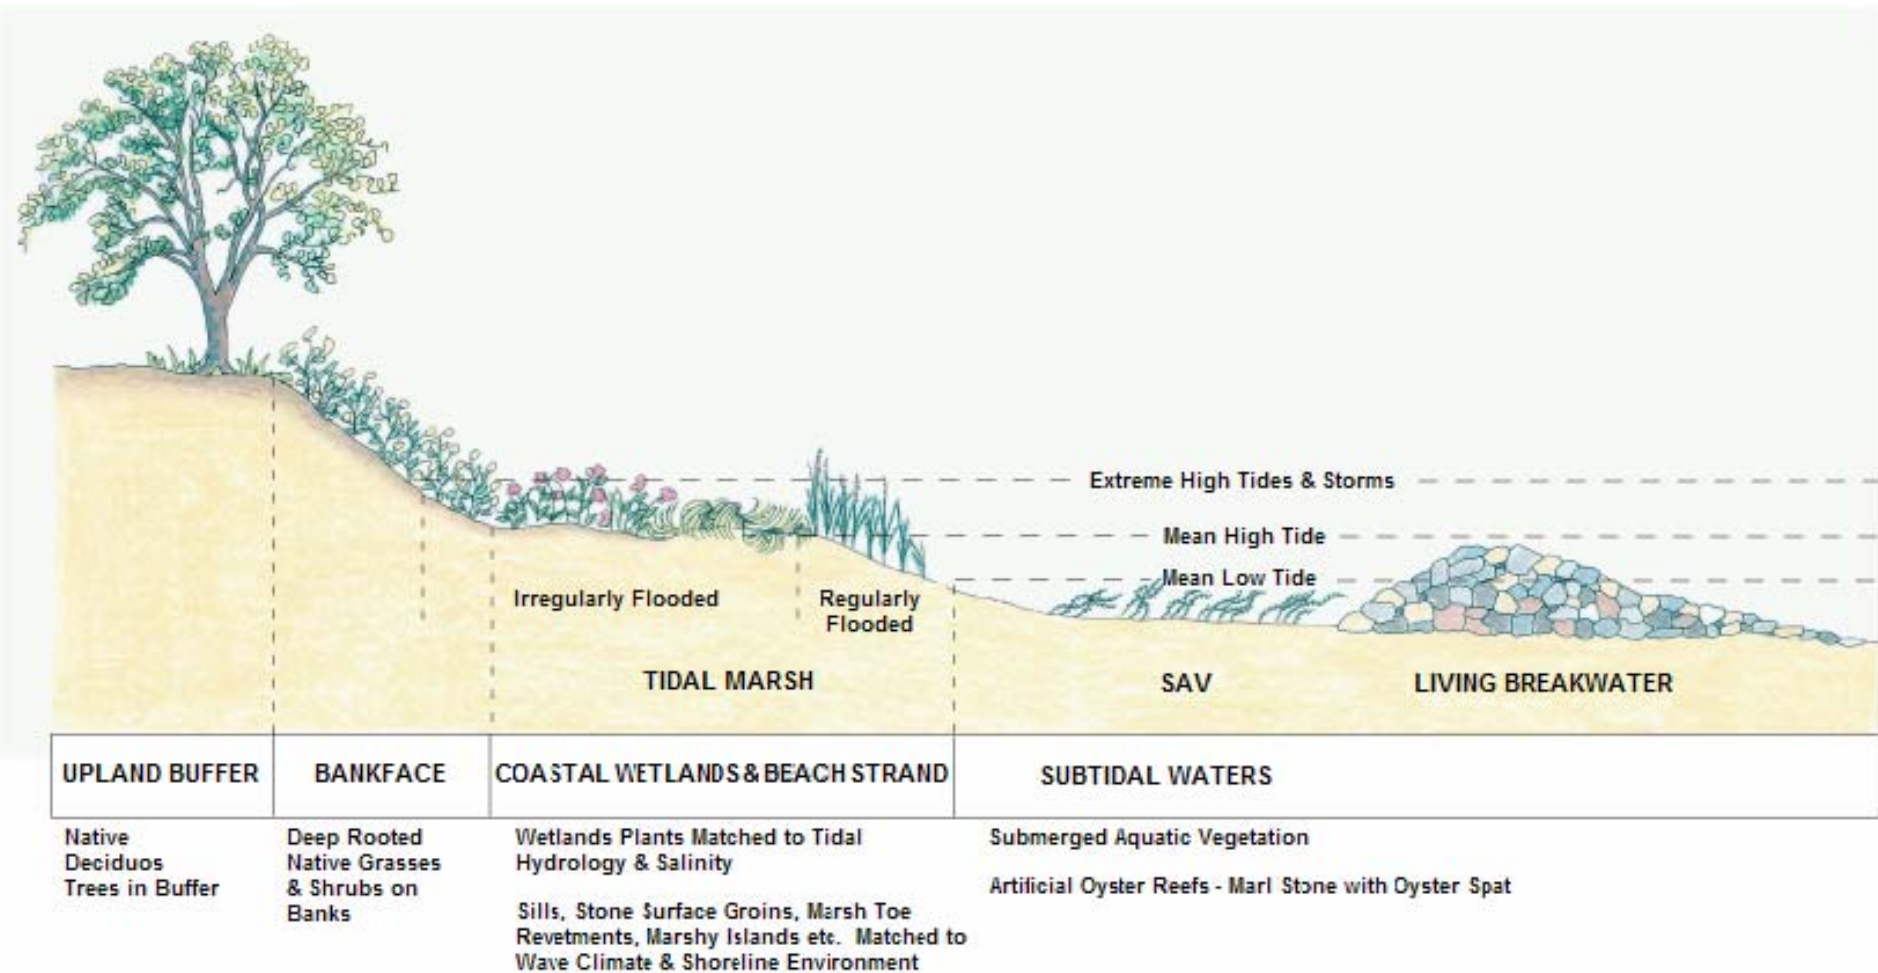 Extreme High Tides & Storms
Mean High Tide
Mean Low Tide
Irregularly Flooded
Regularly
Flooded
TIDAL MARSH
SAV
LIVING BREAKWATER
UPLAND BUFFER
BANKFACE
COASTAL WETLANDS & BEACH STRAND
SUBTIDAL WATERS
Native
Deciduos
Trees in Buffer
Deep Rooted
Native Grasses
& Shrubs on
Banks
Wetlands Plants Matched to Tidal
Hydrology & Salinity
Sills, Stone Surface Groins, Marsh Toe
Revetments, Marshy Islands etc. Matched to
Wave Climate & Shoreline Environment
Submerged Aquatic Vegetation
Artificial Oyster Reefs - Marl Stone with Oyster Spat